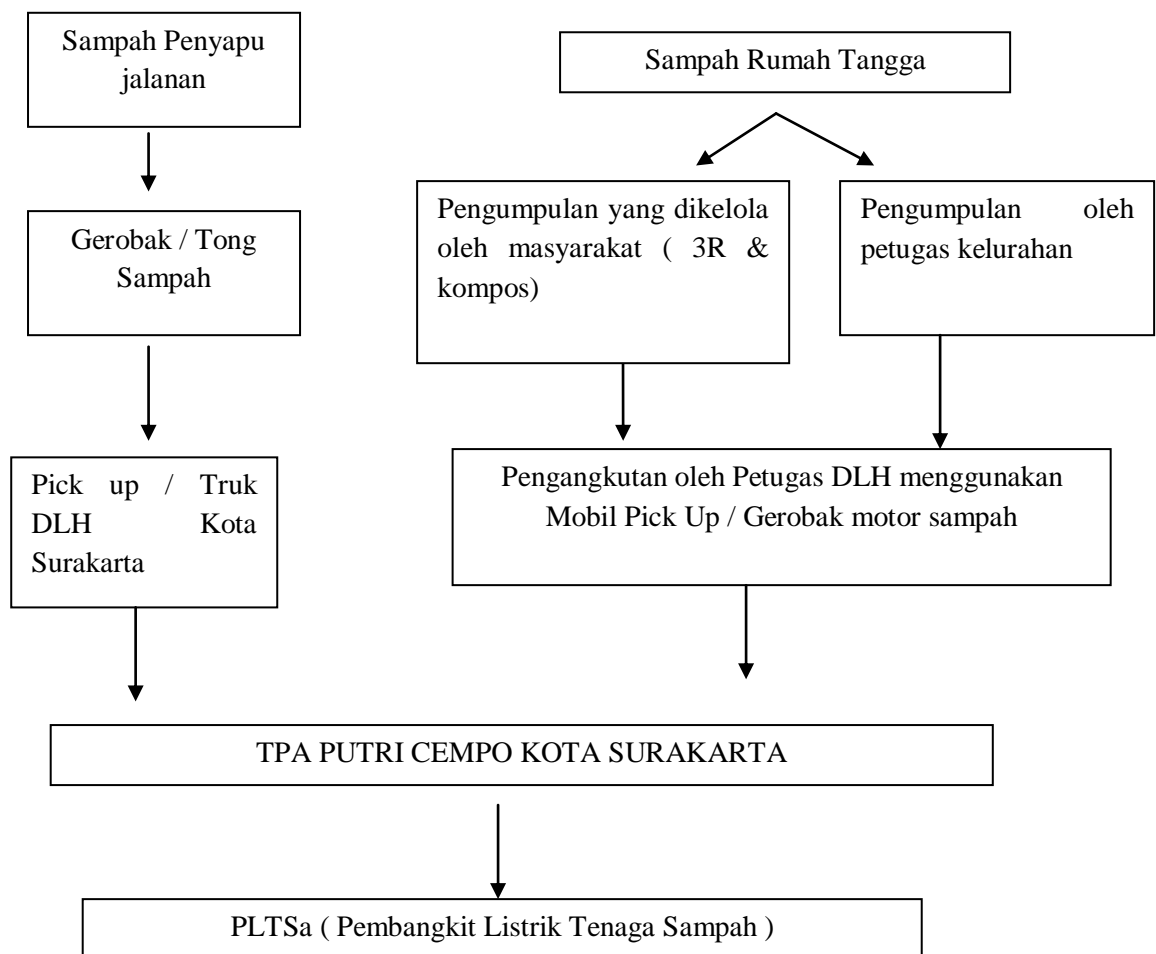 Sampah Penyapu
jalanan
Sampah Rumah Tangga
Gerobak / Tong
Sampah
Pengumpulan yang dikelola
oleh masyarakat ( 3R &
kompos)
Pengumpulan oleh
petugas kelurahan
Pick up / Truk
DLH Kota
Surakarta
Pengangkutan oleh Petugas DLH menggunakan
Mobil Pick Up / Gerobak motor sampah
TPA PUTRI CEMPO KOTA SURAKARTA
PLTSa ( Pembangkit Listrik Tenaga Sampah )